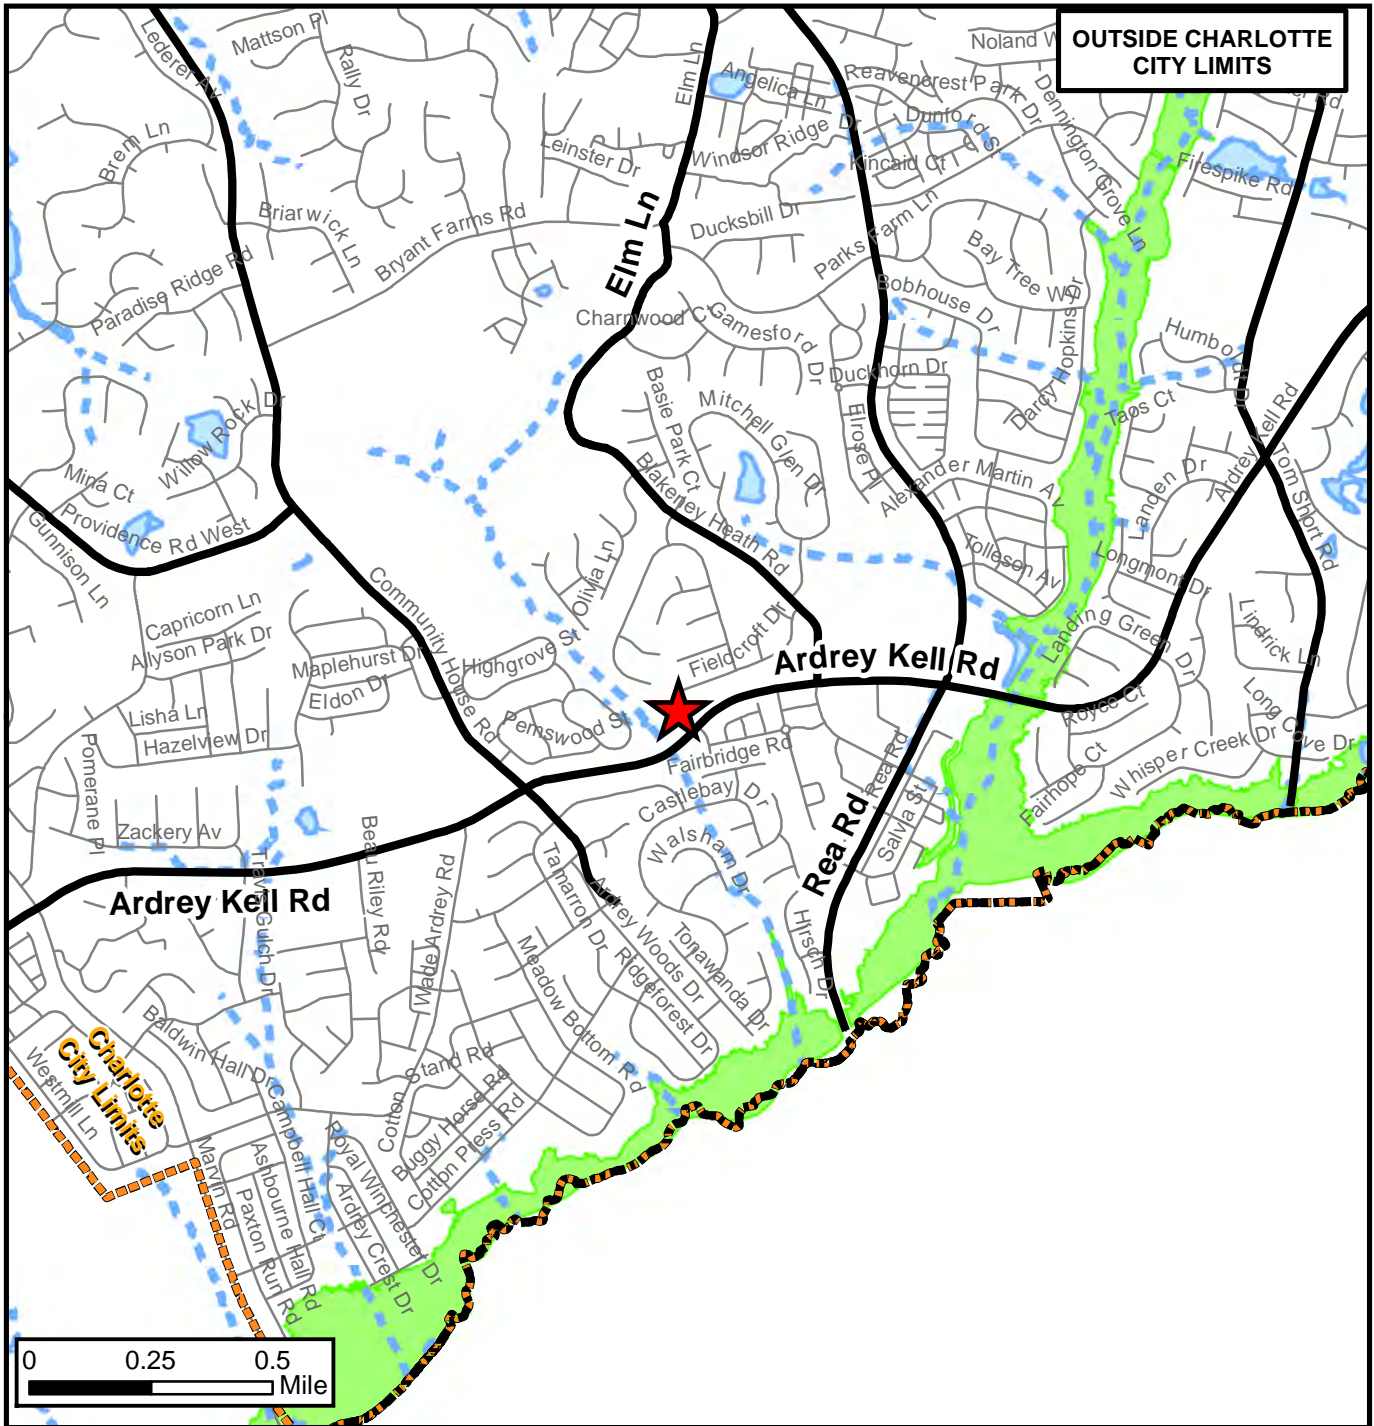 OUTSIDE CHARLOTTE
CITY LIMITS
Mattson Pl
Lederer Av
Rally Dr
Elm Ln
Angelica Ln
Reavencrest Park Dr
Dunford St
Dennington Grove Ln
Brem Ln
Leinster Dr
Windsor Ridge Dr
Kincaid Ct
Firespike Rd
Briarwick Ln
Bryant Farms Rd
Elm Ln
Ducksbill Dr
Parks Farm Ln
Bay Tree
Paradise Ridge Rd
Bobhouse Dr
Charnwood C
Gamesford Dr
Darcy Hopkins Dr
Humboldt Dr
Duckhorn Dr
Basie Park Ct
Mitchell Glen Dr
Elrose Pl
Taos Ct
Ardrey Kell Rd
Willow Rock Dr
Mina Ct
Alexander Martin Av
Landen Dr
Tom Short Rd
Providence Rd West
Gunnison Ln
Blakeney Heath Rd
Tolleson Av
Longmont Dr
Olivia Ln
Community House Rd
Capricorn Ln
Allyson Park Dr
Maplehurst Dr
Eldon Dr
Highgrove St
Fieldcroft Dr
Ardrey Kell Rd
Landing Green Dr
Lindrick Ln
Lisha Ln
Hazelview Dr
Pemswood St
Royce Ct
Long Cove Dr
Pomerane Pl
Fairbridge Rd
Rea Rd
Fairhope Ct
Whisper Creek Dr
Castlebay Dr
Zackery Av
Beau Riley Rd
Walsham Dr
Rea Rd
Salvia St
Ardrey Kell Rd
Travis Gulch Dr
Wade Ardrey Rd
Tamarron Dr
Ardrey Woods Dr
Hirsch Dr
Tonawanda Dr
Ridgeforest Dr
Meadow Bottom Rd
Charlotte
City Limits
Westmill Ln
Baldwin Hall Dr
Campbell Hall Ct
Cotton Stand Rd
Buggy Horse Rd
Cotton Press Rd
Marvin Rd
Ashbourne Hall Rd
Paxton Run Rd
Royal Winchester Dr
Ardrey Crest Dr
0 0.25 0.5
Mile